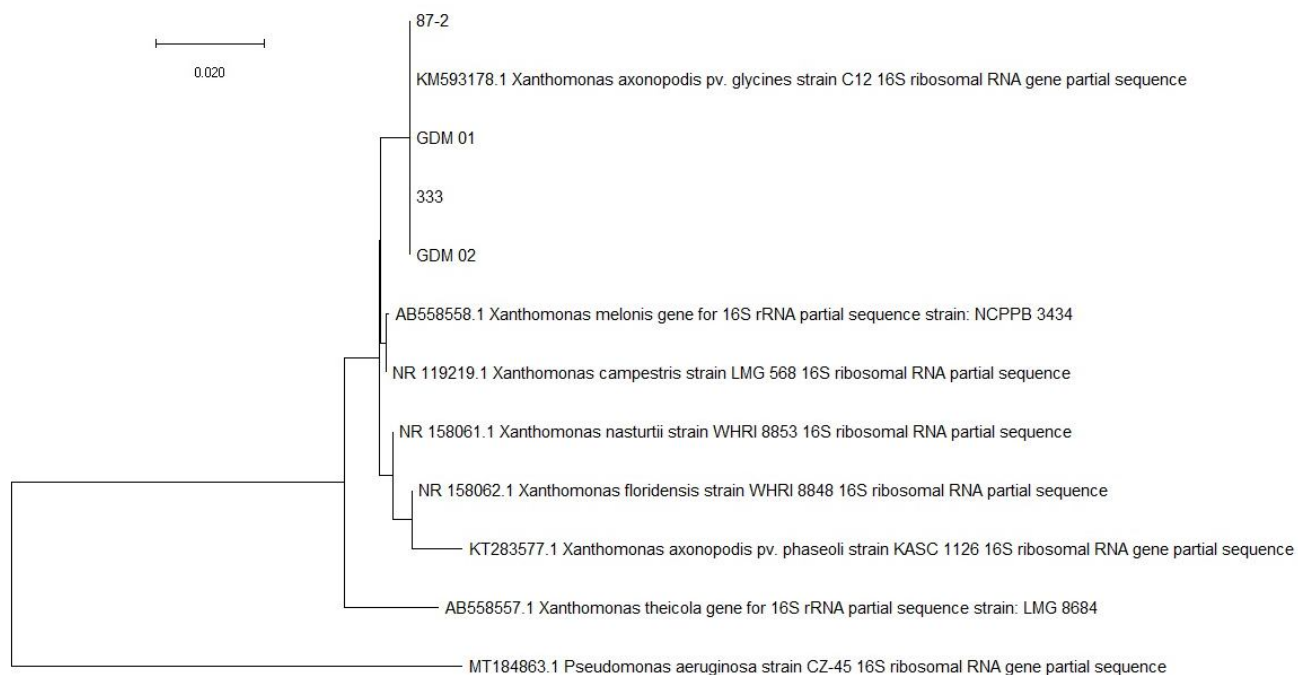 87-2
0.020
KM593178.1 Xanthomonas axonopodis pv. glycines strain C12 16S ribosomal RNA gene partial sequence
GDM 01
333
GDM 02
AB558558.1 Xanthomonas melonis gene for 16S rRNA partial sequence strain: NCPPB 3434
NR 119219.1 Xanthomonas campestris strain LMG 568 16S ribosomal RNA partial sequence
NR 158061.1 Xanthomonas nasturtii strain WHRI 8853 16S ribosomal RNA partial sequence
NR 158062.1 Xanthomonas floridensis strain WHRI 8848 16S ribosomal RNA partial sequence
KT283577.1 Xanthomonas axonopodis pv. phaseoli strain KASC 1126 16S ribosomal RNA gene partial sequence
AB558557.1 Xanthomonas theicola gene for 16S rRNA partial sequence strain: LMG 8684
MT184863.1 Pseudomonas aeruginosa strain CZ-45 16S ribosomal RNA gene partial sequence